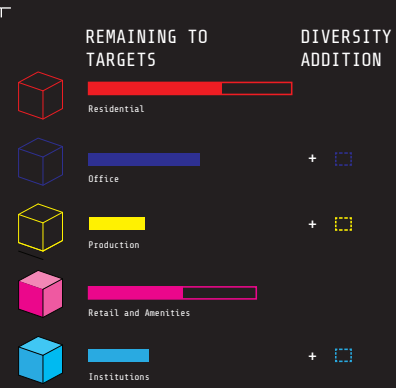 REMAINING TO
TARGETS
DIVERSITY
ADDITION
Residential
Office
+
Production
+
Retail and Amenities
Institutions
+